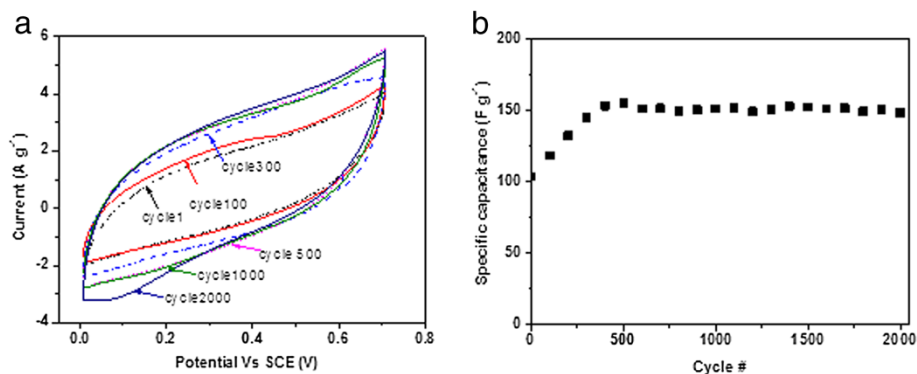 a
6
4
2
0
-2
-4
Current (A g⁻¹)
cycle300
cycle1
cycle100
cycle 500
cycle1000
cycle2000
0.0 0.2 0.4 0.6 0.8
Potential Vs SCE (V)
b
200
150
100
50
0
Specific capacitance (F g⁻¹)
0 500 1000 1500 2000
Cycle #